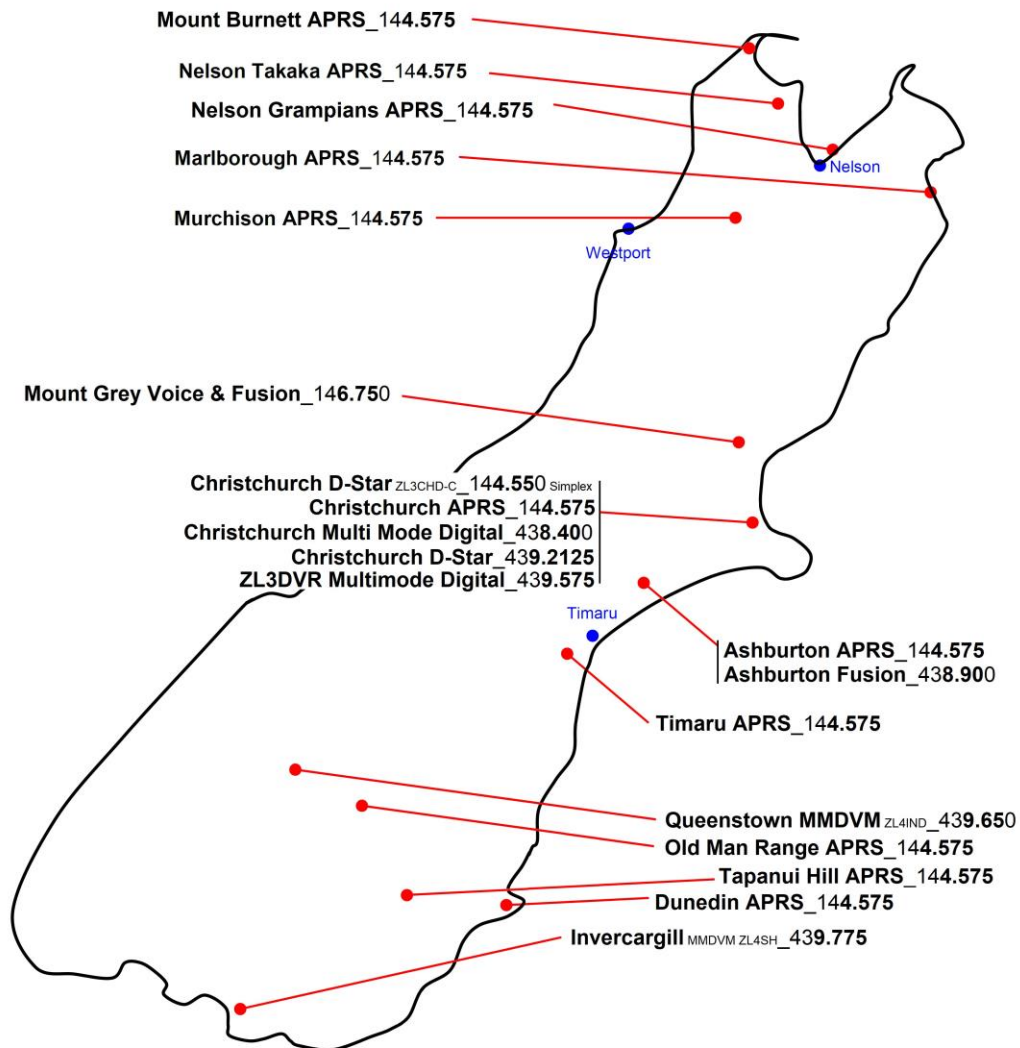 Mount Burnett APRS_144.575
Nelson Takaka APRS_144.575
Nelson Grampians APRS_144.575
Marlborough APRS_144.575
Nelson
Murchison APRS_144.575
Westport
Mount Grey Voice & Fusion_146.750
Christchurch D-Star ZL3CHD-C_144.550 Simplex
Christchurch APRS_144.575
Christchurch Multi Mode Digital_438.400
Christchurch D-Star_439.2125
ZL3DVR Multimode Digital_439.575
Timaru
Ashburton APRS_144.575
Ashburton Fusion_438.900
Timaru APRS_144.575
Queenstown MMDVM ZL4IND_439.650
Old Man Range APRS_144.575
Tapanui Hill APRS_144.575
Dunedin APRS_144.575
Invercargill MMDVM ZL4SH_439.775